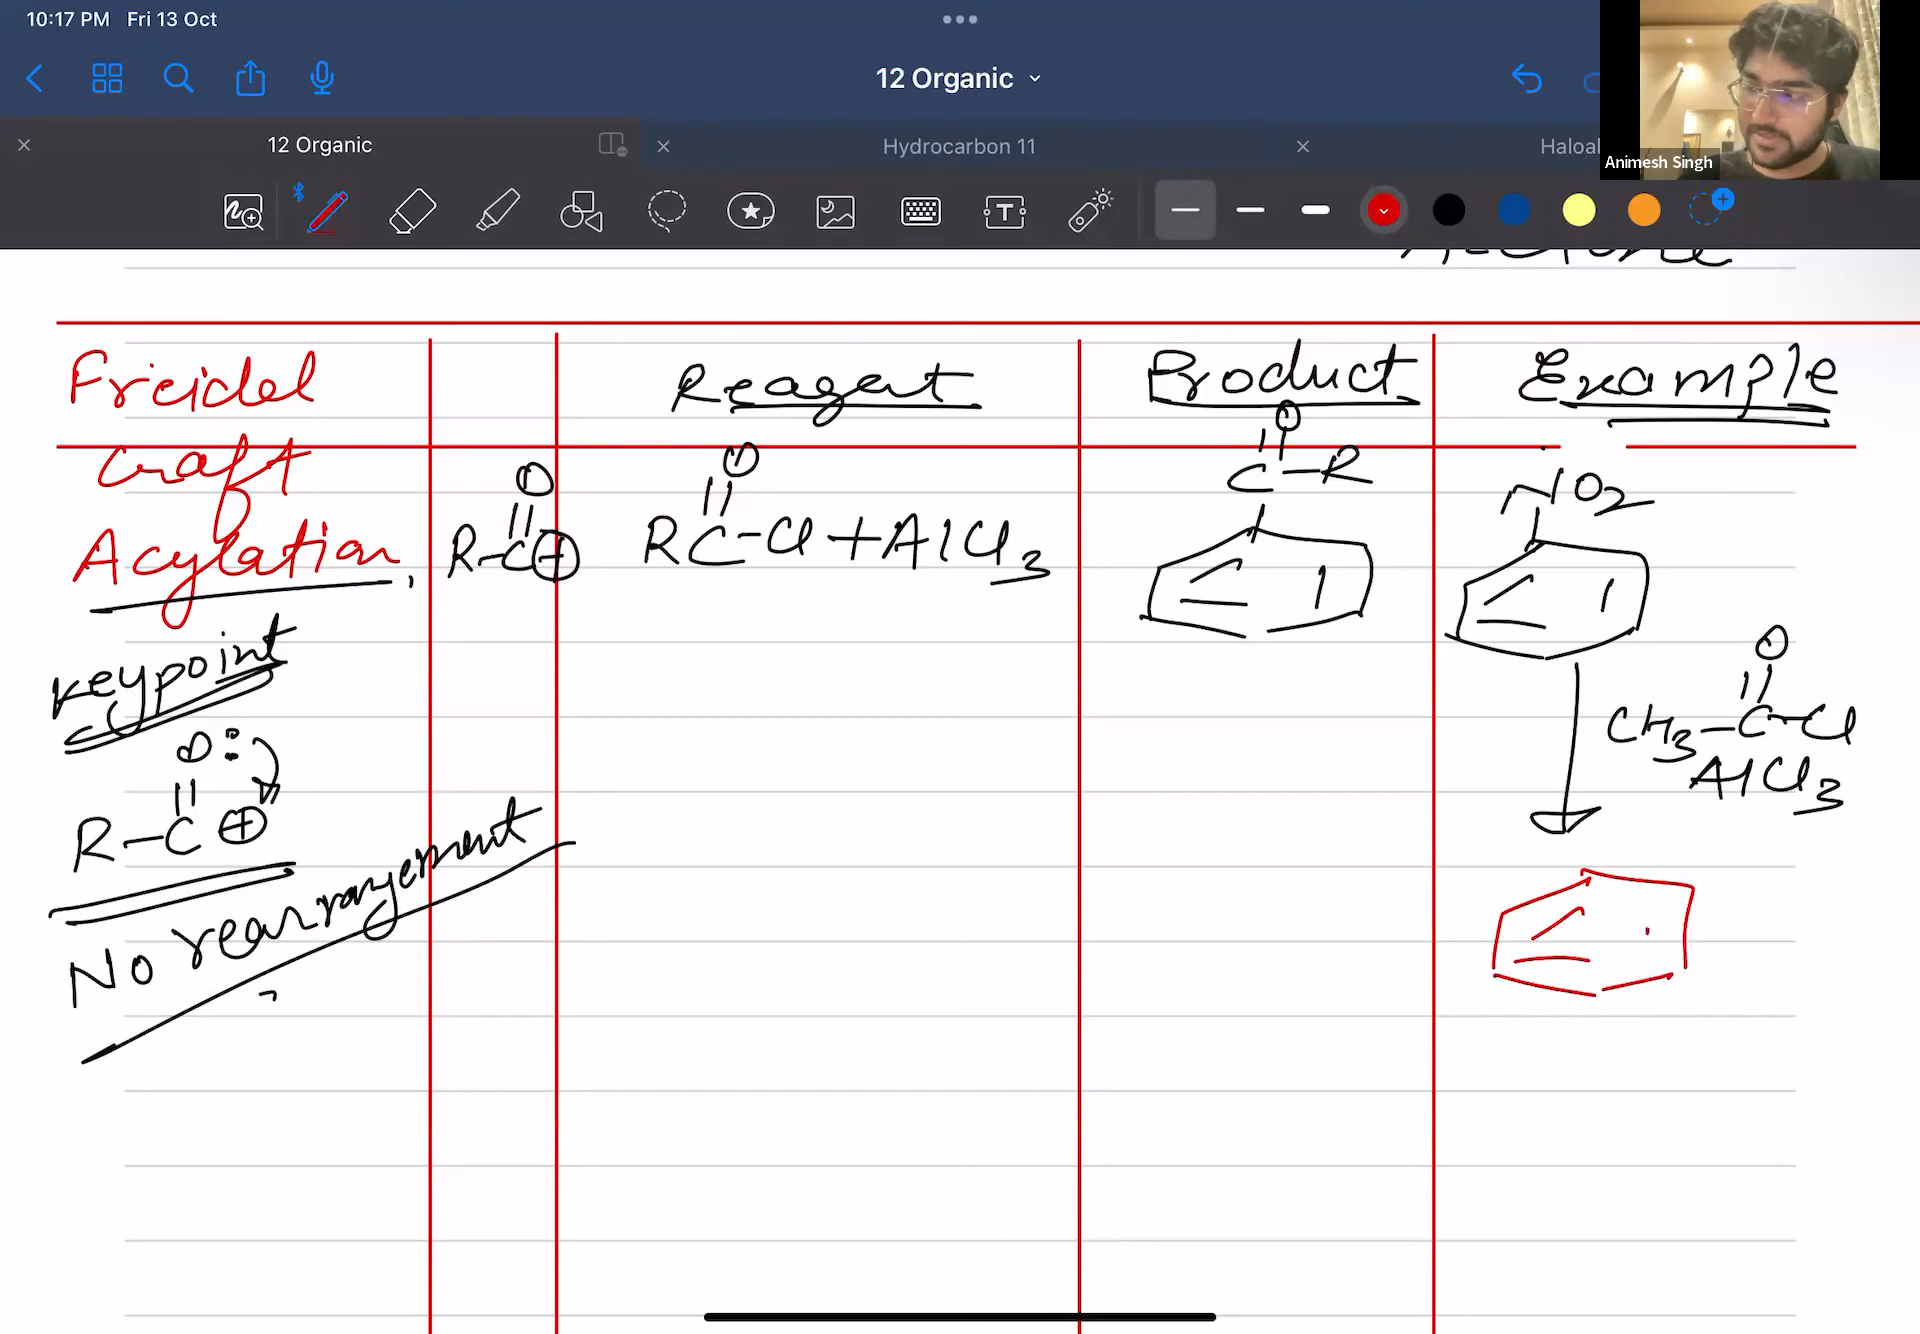 10:17 PM Fri 13 Oct
12 Organic
12 Organic
Hydrocarbon 11
Haloal
Animesh Singh
Freidel
Reagent
Product
Example
Craft
Acylation,
O
R-C⊕
O
RC-Cl+AlCl3
O
C-R
NO2
Keypoint
O:
R-C⊕
No rearrangement
O
CH3-C-Cl
AlCl3